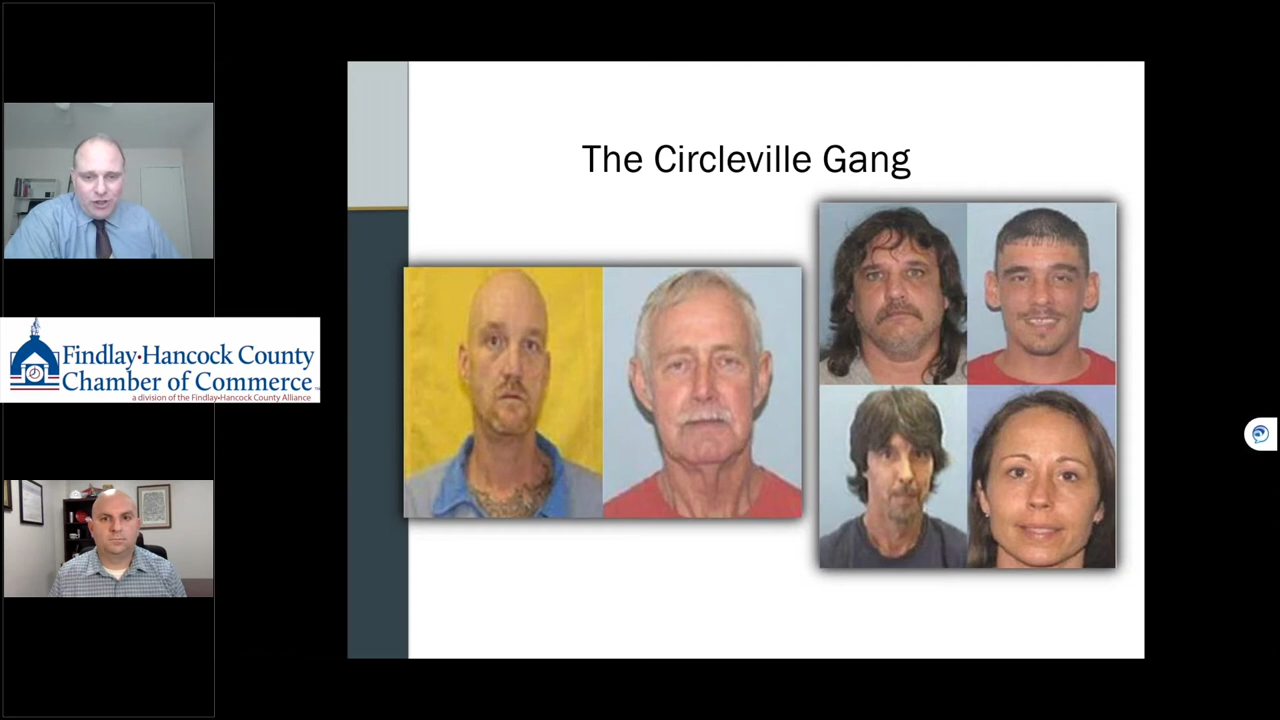 The Circleville Gang
Findlay•Hancock County
Chamber of Commerce
a division of the Findlay•Hancock County Alliance